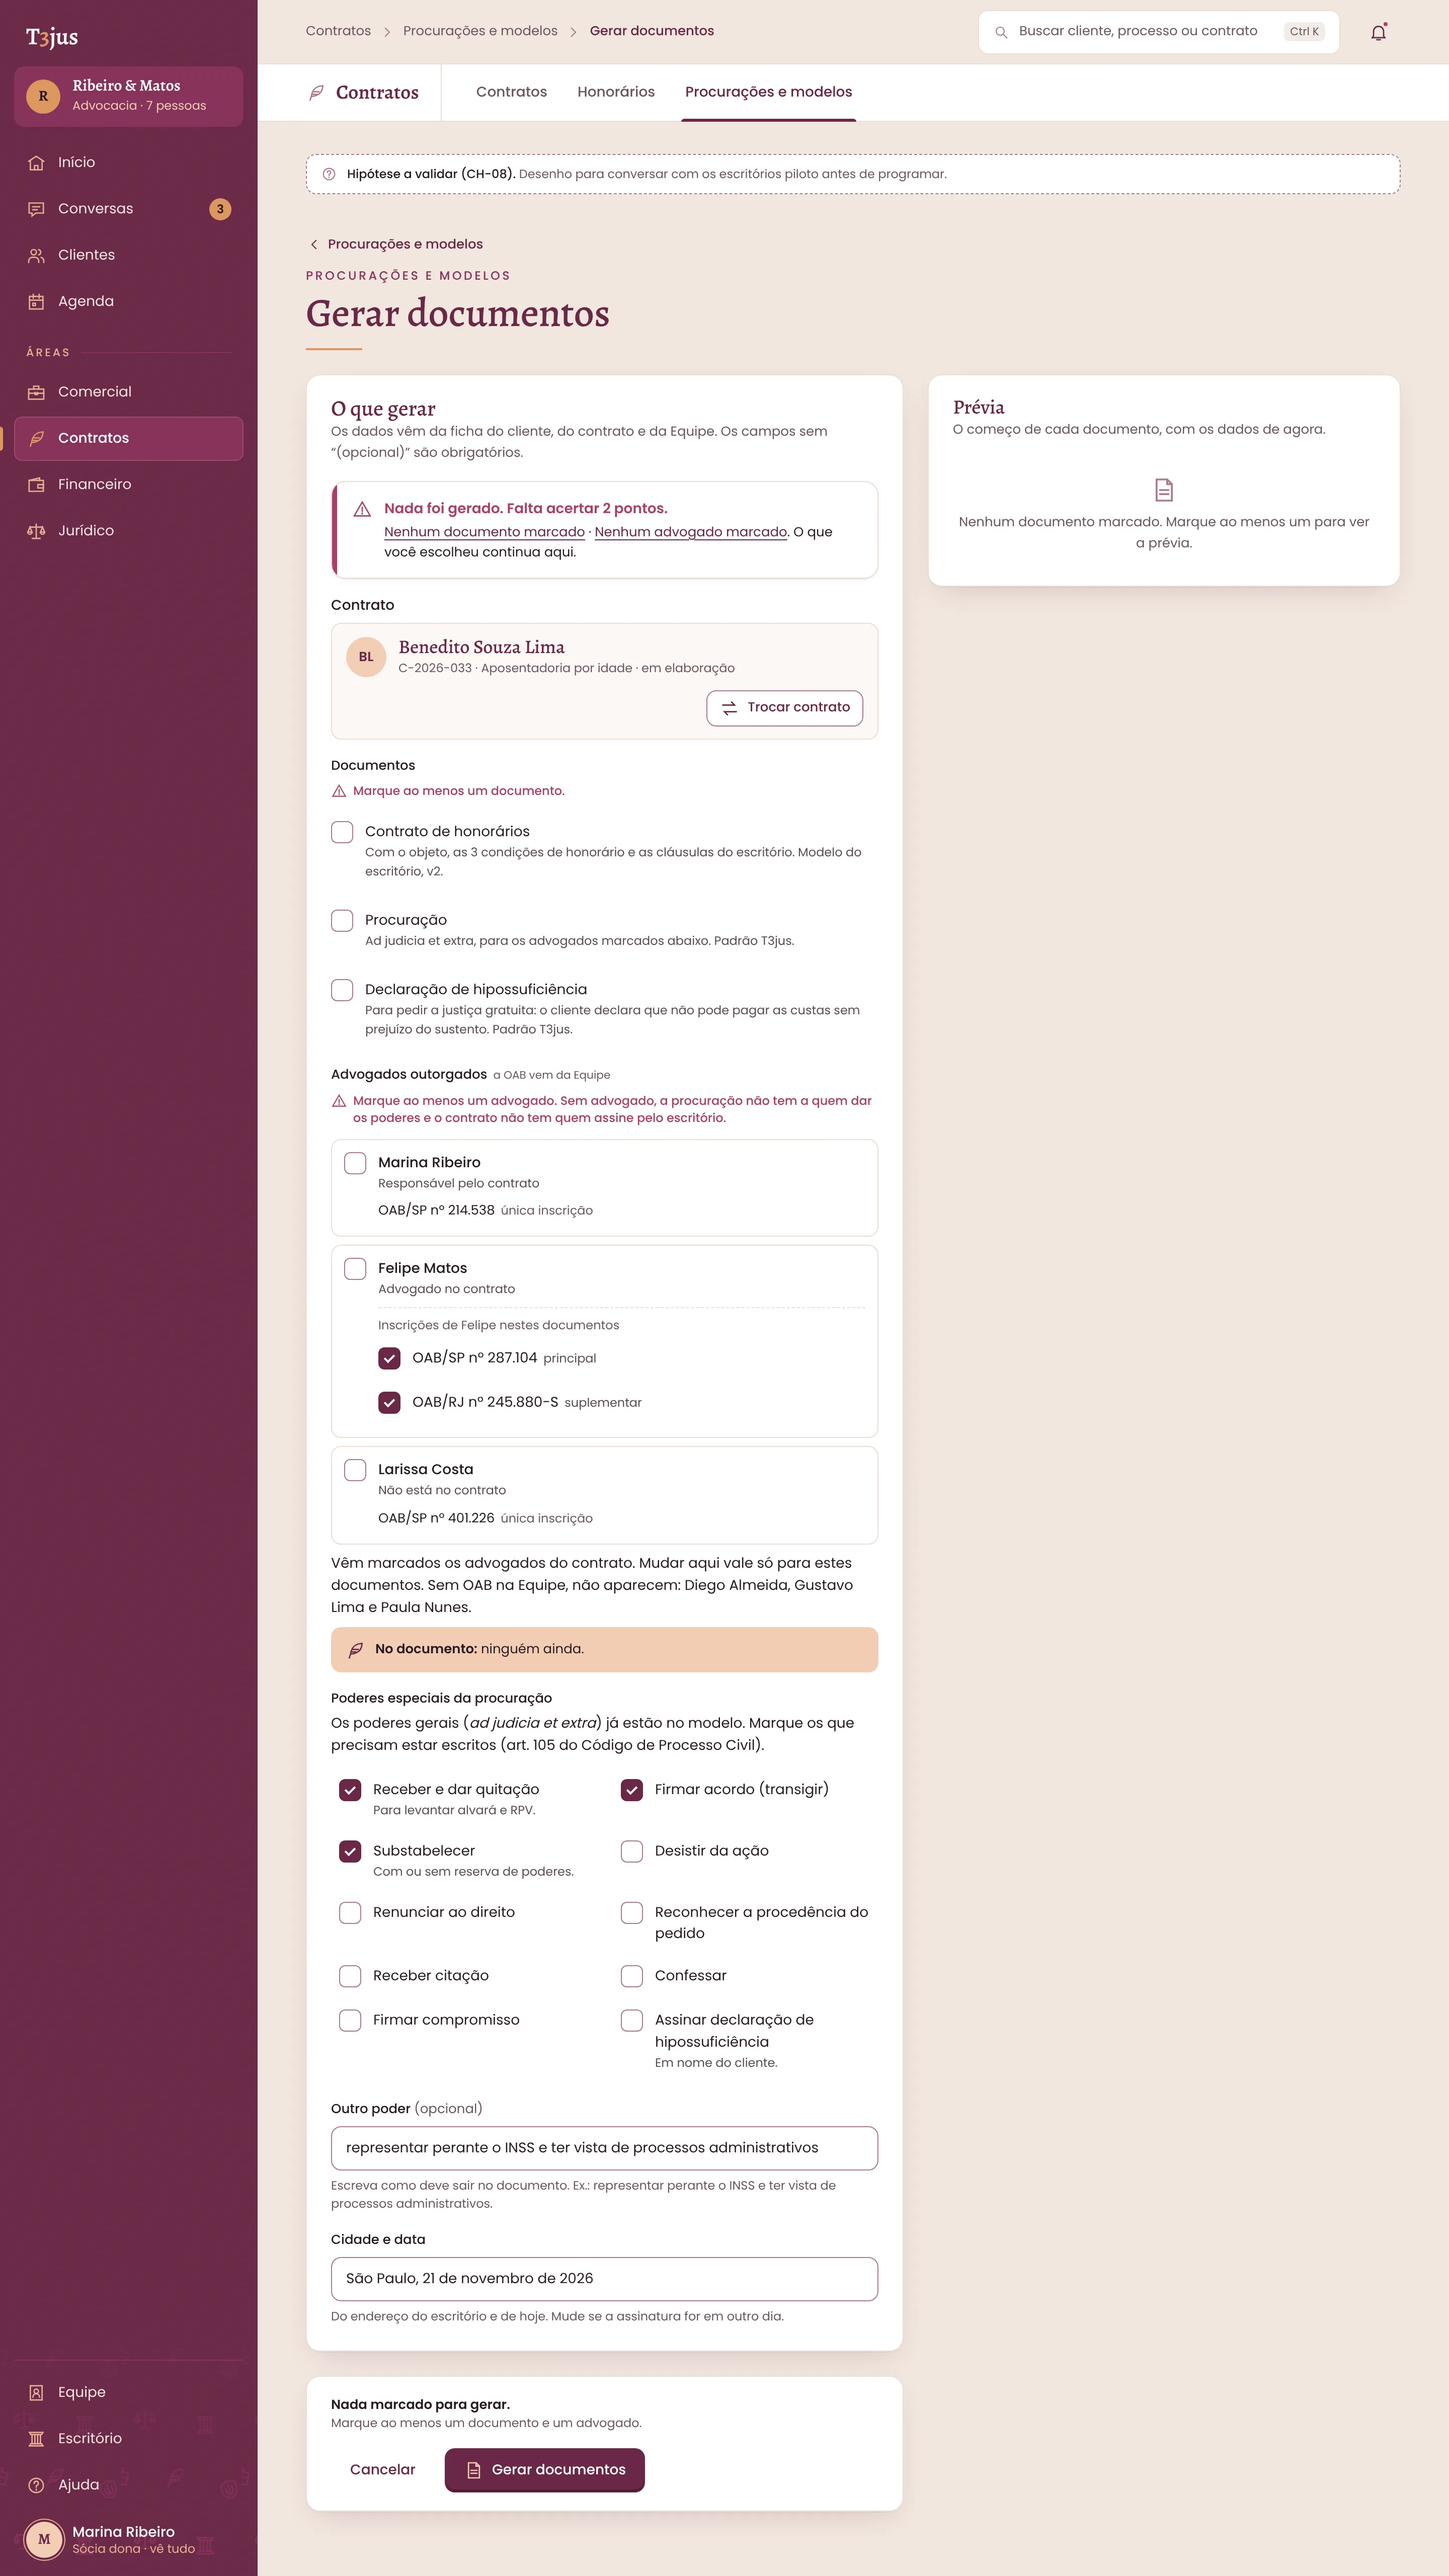 T3jus
R
Ribeiro & Matos
Advocacia · 7 pessoas
Início
Conversas
3
Clientes
Agenda
ÁREAS
Comercial
Contratos
Financeiro
Jurídico
Equipe
Escritório
Ajuda
M
Marina Ribeiro
Sócia dona · vê tudo
Contratos
Procurações e modelos
Gerar documentos
Buscar cliente, processo ou contrato
Ctrl K
Contratos
Contratos
Honorários
Procurações e modelos
Hipótese a validar (CH-08). Desenho para conversar com os escritórios piloto antes de programar.
Procurações e modelos
PROCURAÇÕES E MODELOS
Gerar documentos
O que gerar
Os dados vêm da ficha do cliente, do contrato e da Equipe. Os campos sem
“(opcional)” são obrigatórios.
Nada foi gerado. Falta acertar 2 pontos.
Nenhum documento marcado · Nenhum advogado marcado. O que
você escolheu continua aqui.
Contrato
BL
Benedito Souza Lima
C-2026-033 · Aposentadoria por idade · em elaboração
Trocar contrato
Documentos
Marque ao menos um documento.
Contrato de honorários
Com o objeto, as 3 condições de honorário e as cláusulas do escritório. Modelo do
escritório, v2.
Procuração
Ad judicia et extra, para os advogados marcados abaixo. Padrão T3jus.
Declaração de hipossuficiência
Para pedir a justiça gratuita: o cliente declara que não pode pagar as custas sem
prejuízo do sustento. Padrão T3jus.
Advogados outorgados a OAB vem da Equipe
Marque ao menos um advogado. Sem advogado, a procuração não tem a quem dar
os poderes e o contrato não tem quem assine pelo escritório.
Marina Ribeiro
Responsável pelo contrato
OAB/SP nº 214.538 única inscrição
Felipe Matos
Advogado no contrato
Inscrições de Felipe nestes documentos
OAB/SP nº 287.104 principal
OAB/RJ nº 245.880-S suplementar
Larissa Costa
Não está no contrato
OAB/SP nº 401.226 única inscrição
Vêm marcados os advogados do contrato. Mudar aqui vale só para estes
documentos. Sem OAB na Equipe, não aparecem: Diego Almeida, Gustavo
Lima e Paula Nunes.
No documento: ninguém ainda.
Poderes especiais da procuração
Os poderes gerais (ad judicia et extra) já estão no modelo. Marque os que
precisam estar escritos (art. 105 do Código de Processo Civil).
Receber e dar quitação
Para levantar alvará e RPV.
Firmar acordo (transigir)
Substabelecer
Com ou sem reserva de poderes.
Desistir da ação
Renunciar ao direito
Reconhecer a procedência do
pedido
Receber citação
Confessar
Firmar compromisso
Assinar declaração de
hipossuficiência
Em nome do cliente.
Outro poder (opcional)
representar perante o INSS e ter vista de processos administrativos
Escreva como deve sair no documento. Ex.: representar perante o INSS e ter vista de
processos administrativos.
Cidade e data
São Paulo, 21 de novembro de 2026
Do endereço do escritório e de hoje. Mude se a assinatura for em outro dia.
Nada marcado para gerar.
Marque ao menos um documento e um advogado.
Cancelar
Gerar documentos
Prévia
O começo de cada documento, com os dados de agora.
Nenhum documento marcado. Marque ao menos um para ver
a prévia.